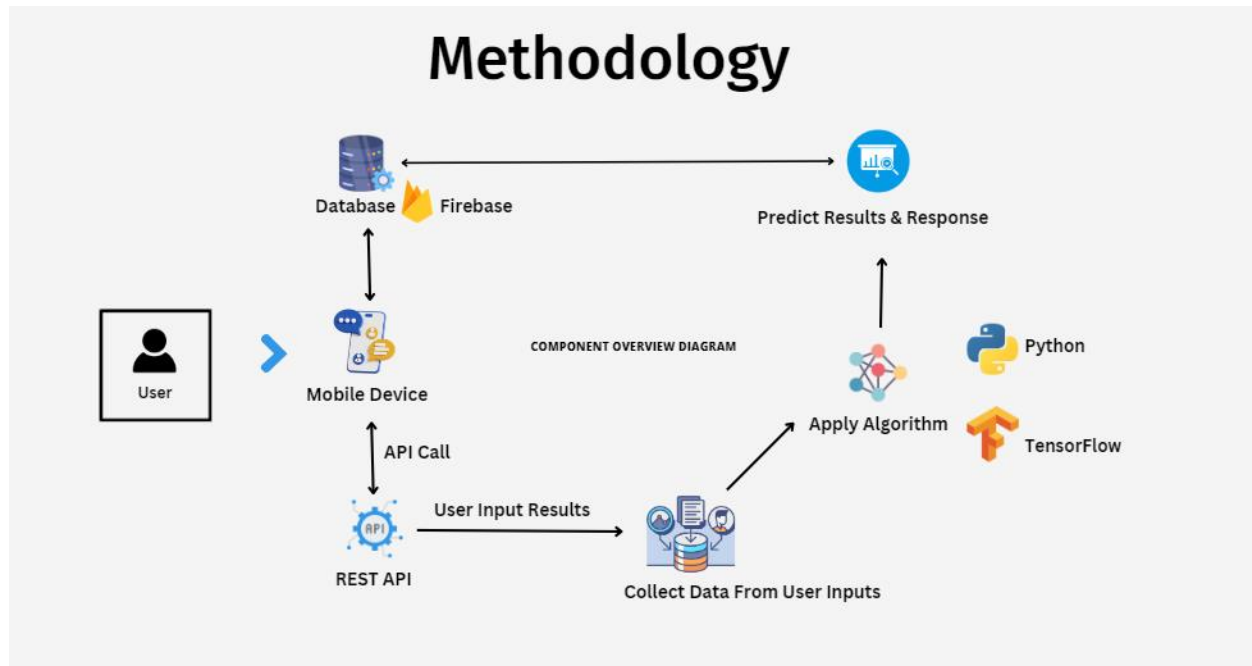 Methodology
Database
Firebase
Predict Results & Response
User
Mobile Device
COMPONENT OVERVIEW DIAGRAM
Python
Apply Algorithm
TensorFlow
API Call
User Input Results
API
REST API
Collect Data From User Inputs